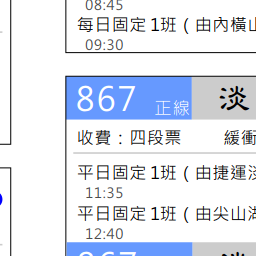 08:45
每日固定 1班（由內橫山
09:30
867 正線 淡
收費：四段票 緩衝
平日固定 1班（由捷運淡
11:35
平日固定 1班（由尖山湖
12:40
867 淡